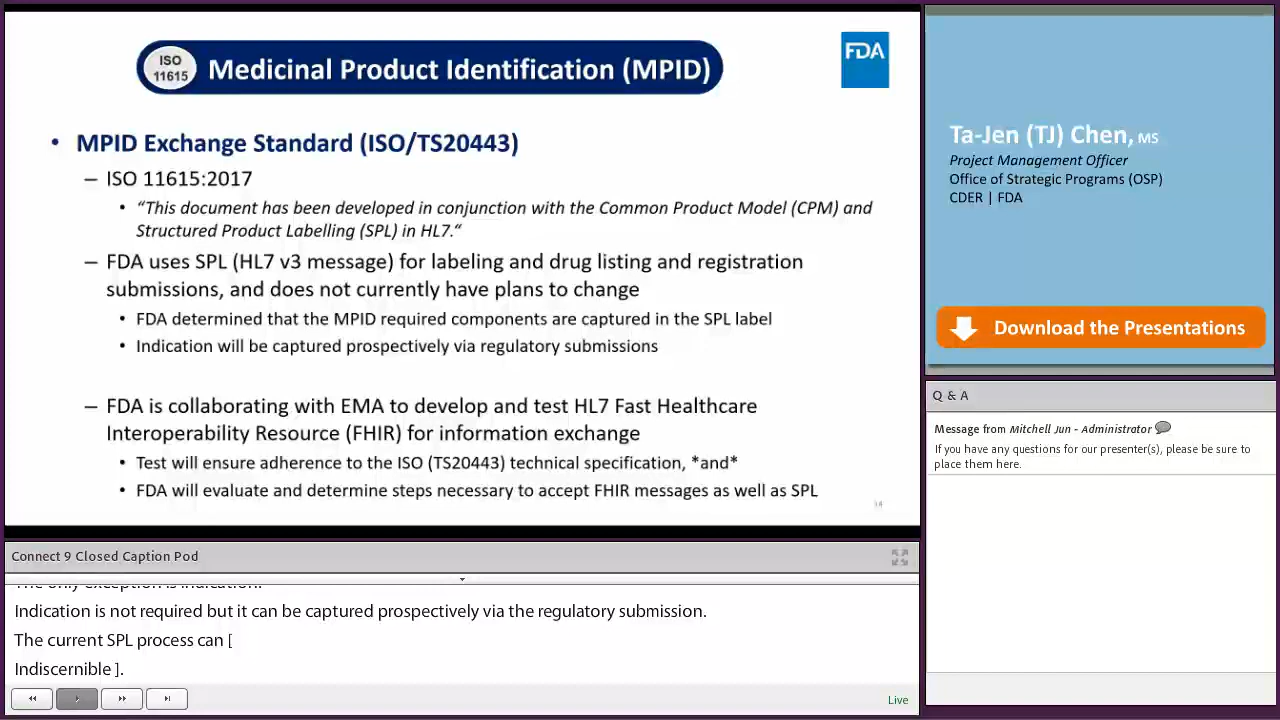 ISO
11615
Medicinal Product Identification (MPID)
FDA
• MPID Exchange Standard (ISO/TS20443)
– ISO 11615:2017
• “This document has been developed in conjunction with the Common Product Model (CPM) and
Structured Product Labelling (SPL) in HL7.“
– FDA uses SPL (HL7 v3 message) for labeling and drug listing and registration
submissions, and does not currently have plans to change
• FDA determined that the MPID required components are captured in the SPL label
• Indication will be captured prospectively via regulatory submissions
– FDA is collaborating with EMA to develop and test HL7 Fast Healthcare
Interoperability Resource (FHIR) for information exchange
• Test will ensure adherence to the ISO (TS20443) technical specification, *and*
• FDA will evaluate and determine steps necessary to accept FHIR messages as well as SPL
Connect 9 Closed Caption Pod
The only exception is indication.
Indication is not required but it can be captured prospectively via the regulatory submission.
The current SPL process can [
Indiscernible ].
Live
Ta-Jen (TJ) Chen, MS
Project Management Officer
Office of Strategic Programs (OSP)
CDER | FDA
Download the Presentations
Q & A
Message from Mitchell Jun - Administrator
If you have any questions for our presenter(s), please be sure to
place them here.